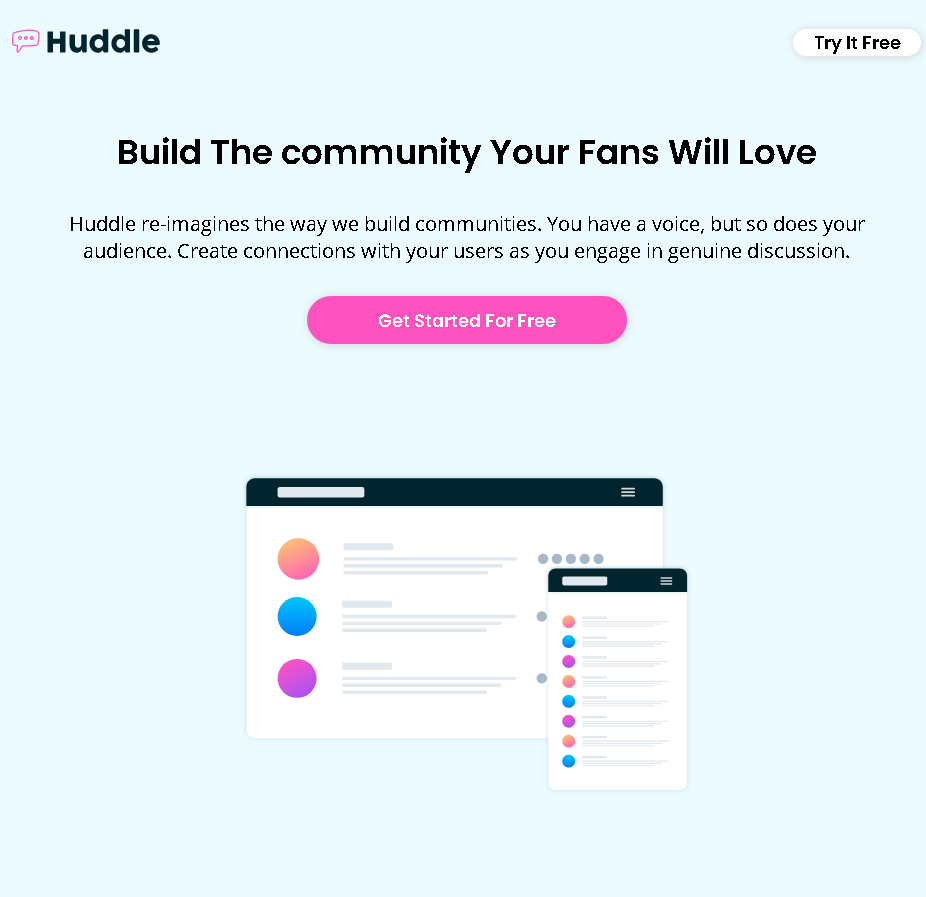 Huddle
Try It Free
Build The community Your Fans Will Love
Huddle re-imagines the way we build communities. You have a voice, but so does your
audience. Create connections with your users as you engage in genuine discussion.
Get Started For Free